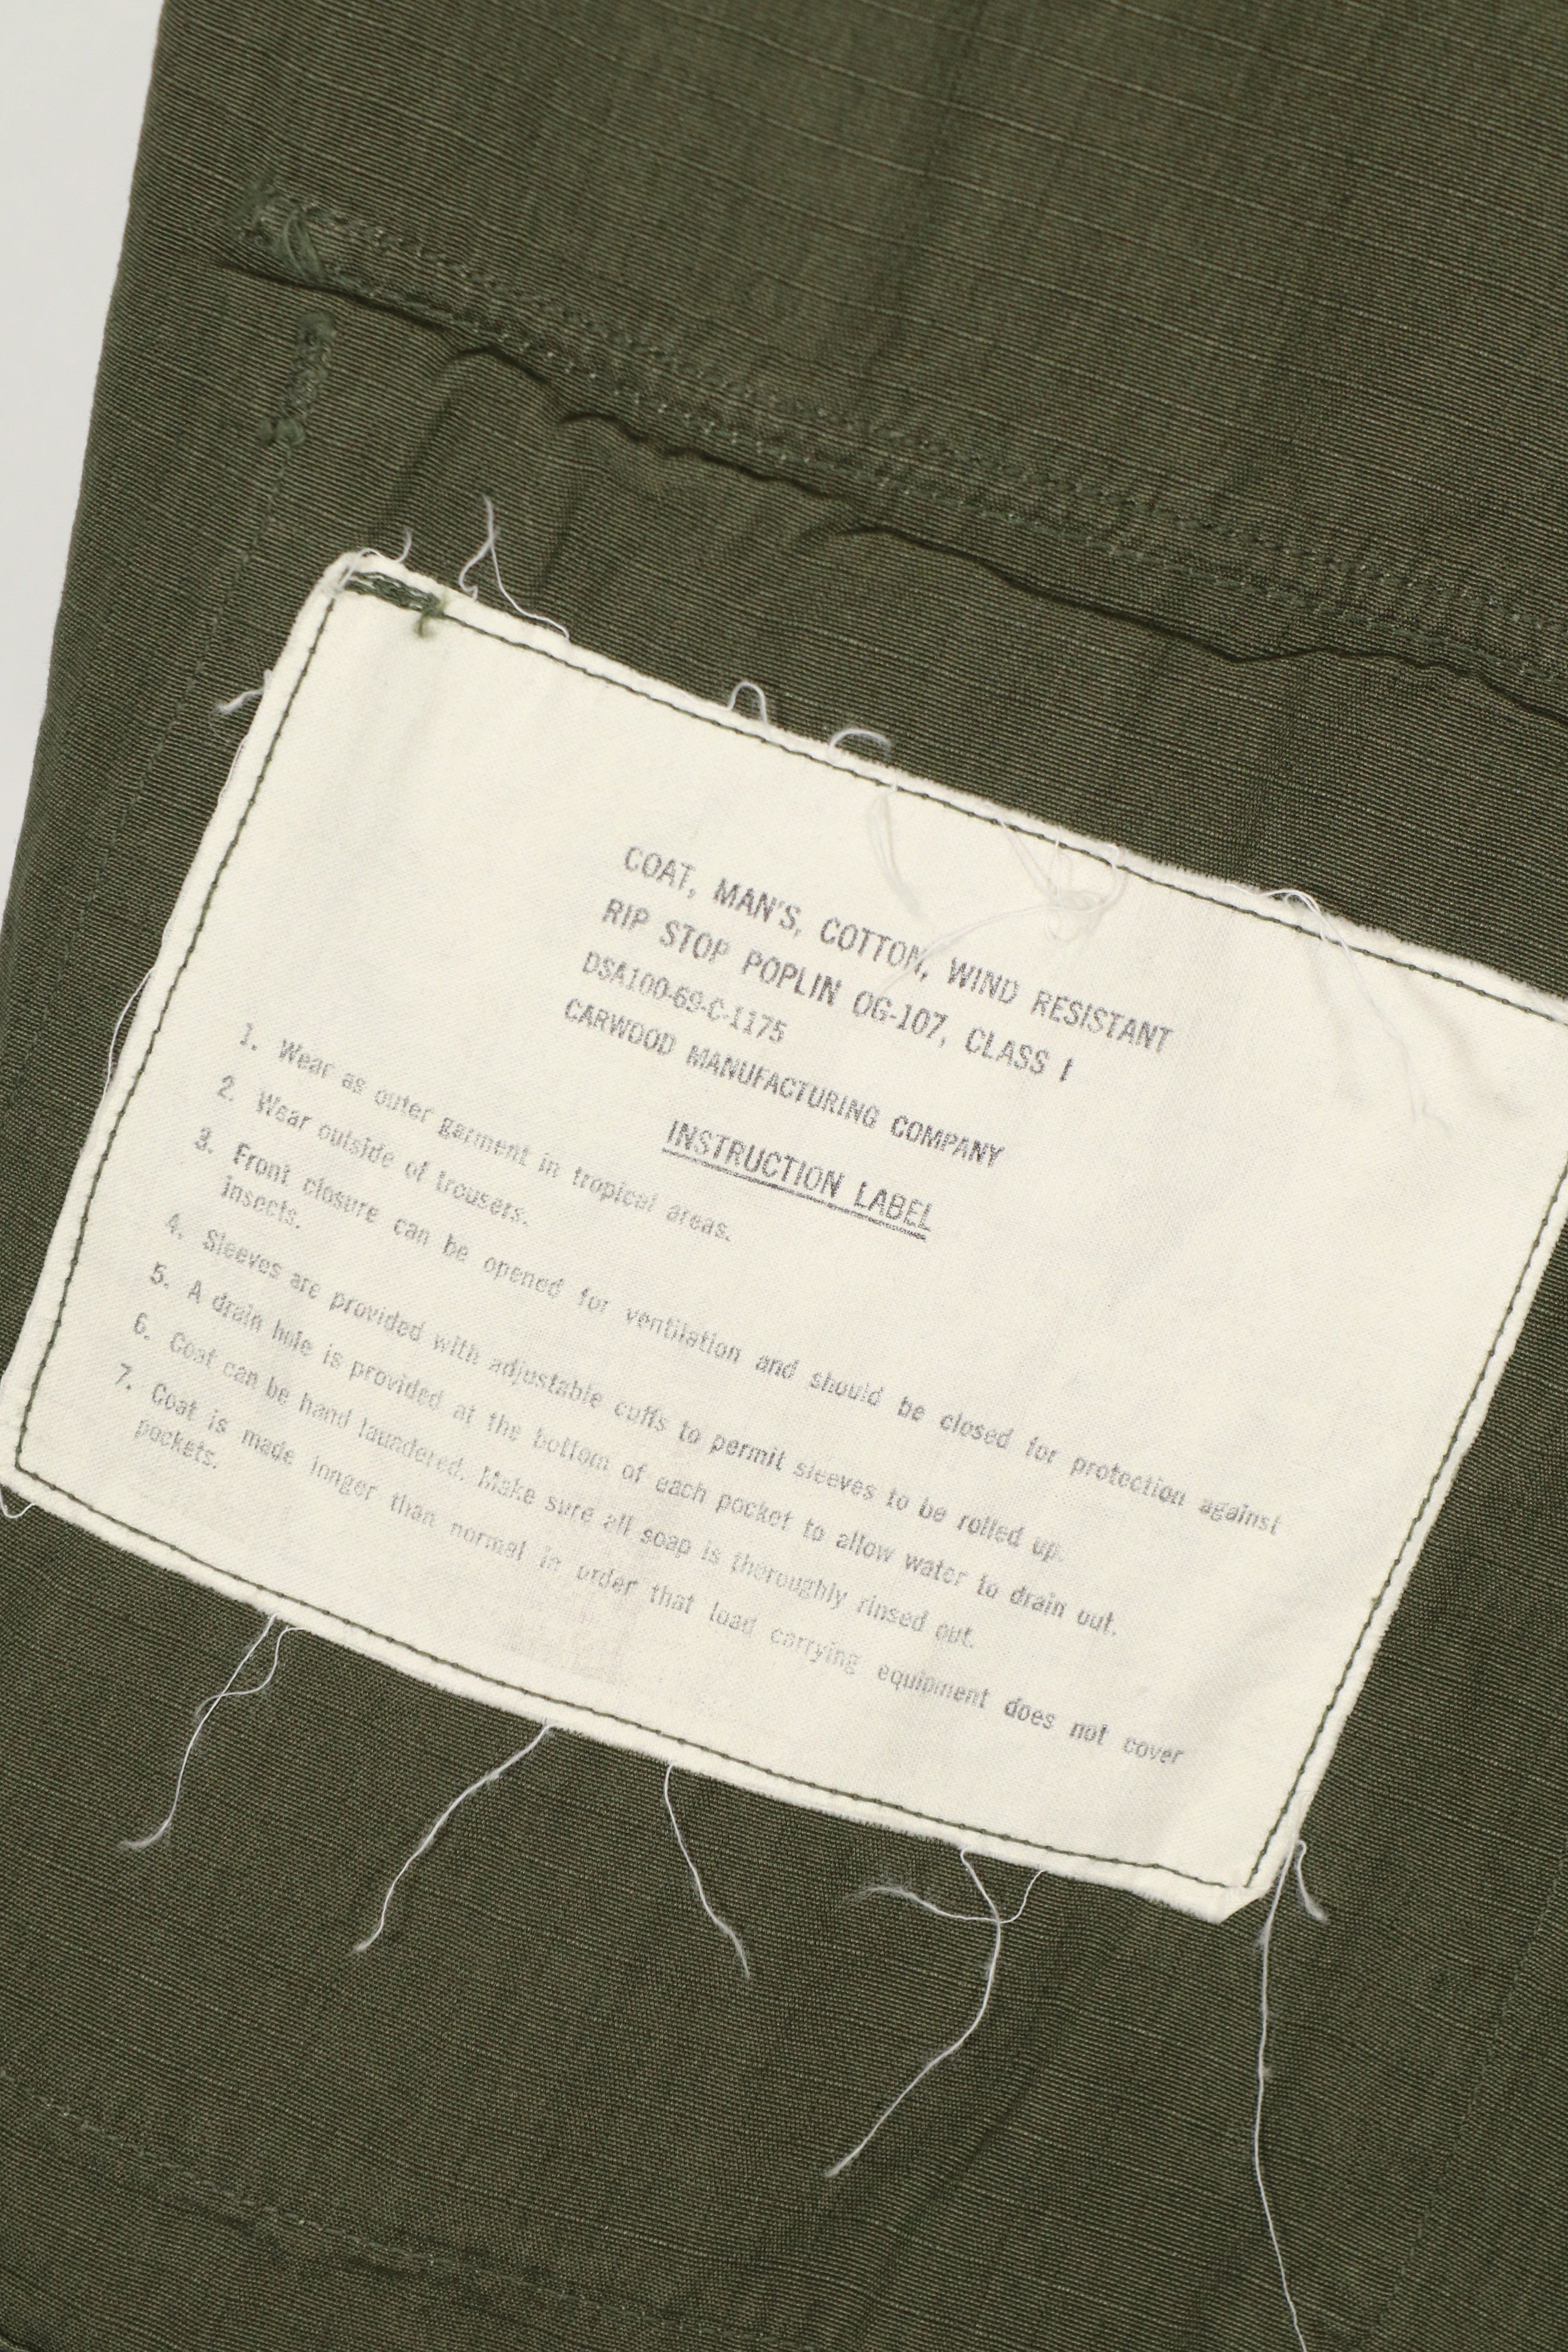 COAT, MAN'S, COTTON, WIND RESISTANT
RIP STOP POPLIN OG-107, CLASS 1
DSA100-69-C-1175
CARWOOD MANUFACTURING COMPANY
INSTRUCTION LABEL
1. Wear as outer garment in tropical areas.
2. Wear outside of trousers.
3. Front closure can be opened for ventilation and should be closed for protection against
insects.
4. Sleeves are provided with adjustable cuffs to permit sleeves to be rolled up.
5. A drain hole is provided at the bottom of each pocket to allow water to drain out.
6. Coat can be hand laundered. Make sure all soap is thoroughly rinsed out.
7. Coat is made longer than normal in order that load carrying equipment does not cover
pockets.